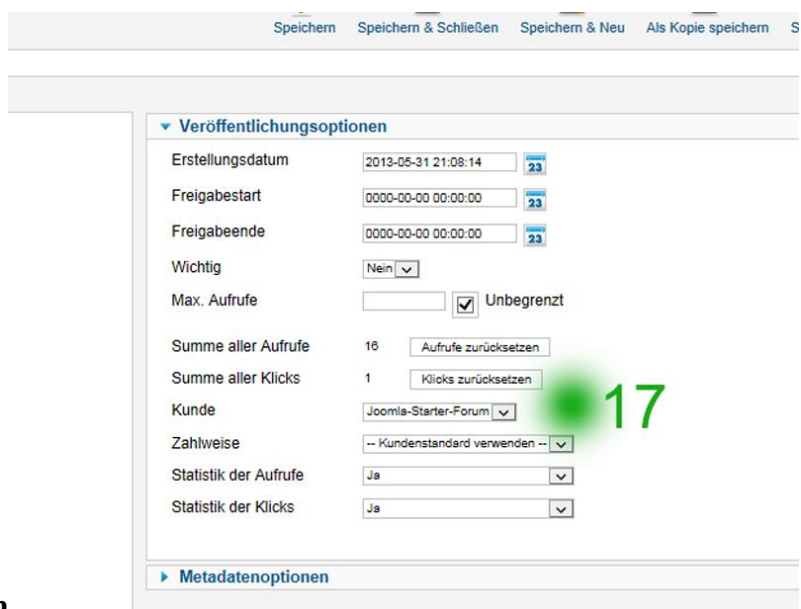 Speichern Speichern & Schließen Speichern & Neu Als Kopie speichern S
Veröffentlichungsoptionen
Erstellungsdatum 2013-05-31 21:08:14 23
Freigabestart 0000-00-00 00:00:00 23
Freigabeende 0000-00-00 00:00:00 23
Wichtig Nein
Max. Aufrufe Unbegrenzt
Summe aller Aufrufe 16 Aufrufe zurücksetzen
Summe aller Klicks 1 Klicks zurücksetzen
17
Kunde Joomla-Starter-Forum
Zahlweise -- Kundenstandard verwenden --
Statistik der Aufrufe Ja
Statistik der Klicks Ja
Metadatenoptionen